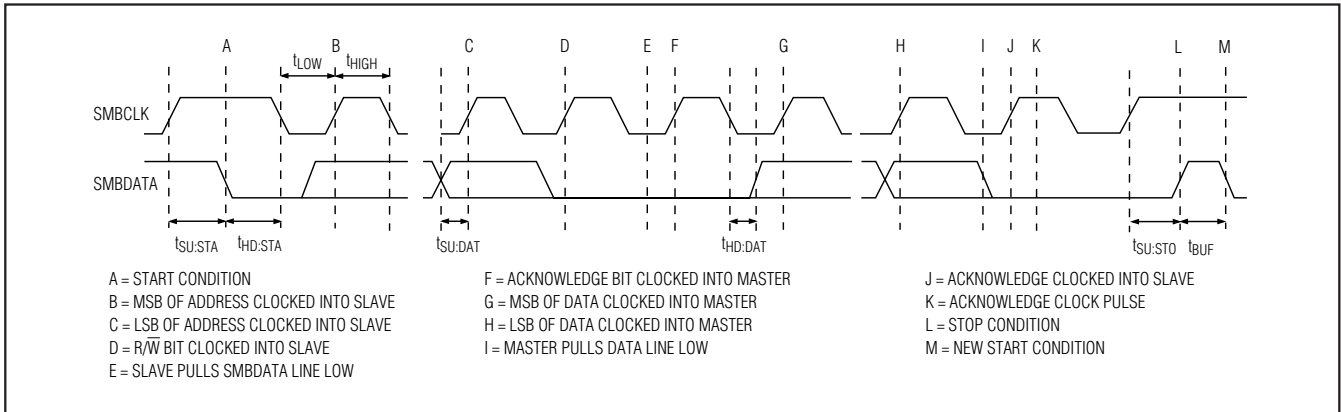 A B C D E F G H I J K L M
tLOW tHIGH
SMBCLK
SMBDATA
tSU:STA tHD:STA tSU:DAT tHD:DAT tSU:STO tBUF
A = START CONDITION
B = MSB OF ADDRESS CLOCKED INTO SLAVE
C = LSB OF ADDRESS CLOCKED INTO SLAVE
D = R/W̅ BIT CLOCKED INTO SLAVE
E = SLAVE PULLS SMBDATA LINE LOW
F = ACKNOWLEDGE BIT CLOCKED INTO MASTER
G = MSB OF DATA CLOCKED INTO MASTER
H = LSB OF DATA CLOCKED INTO MASTER
I = MASTER PULLS DATA LINE LOW
J = ACKNOWLEDGE CLOCKED INTO SLAVE
K = ACKNOWLEDGE CLOCK PULSE
L = STOP CONDITION
M = NEW START CONDITION